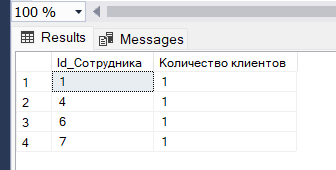 100 %
Results Messages
Id_Сотрудника Количество клиентов
1 1 1
2 4 1
3 6 1
4 7 1